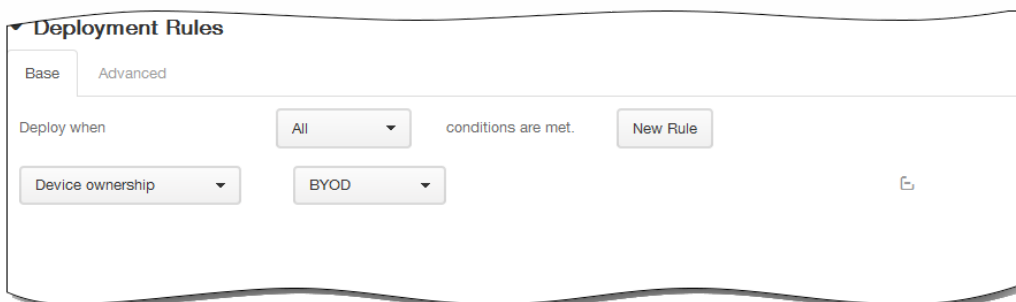 Deployment Rules
Base Advanced
Deploy when All conditions are met. New Rule
Device ownership BYOD